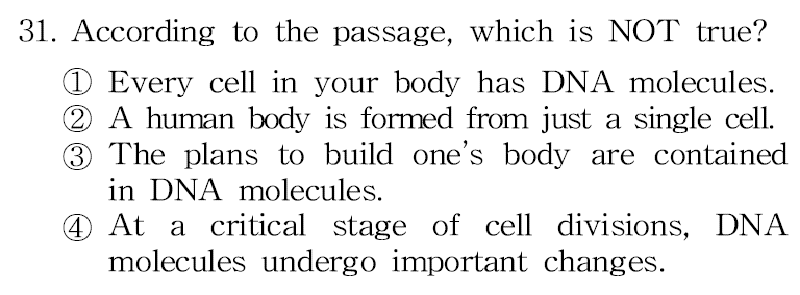 31. According to the passage, which is NOT true?
① Every cell in your body has DNA molecules.
② A human body is formed from just a single cell.
③ The plans to build one's body are contained
in DNA molecules.
④ At a critical stage of cell divisions, DNA
molecules undergo important changes.